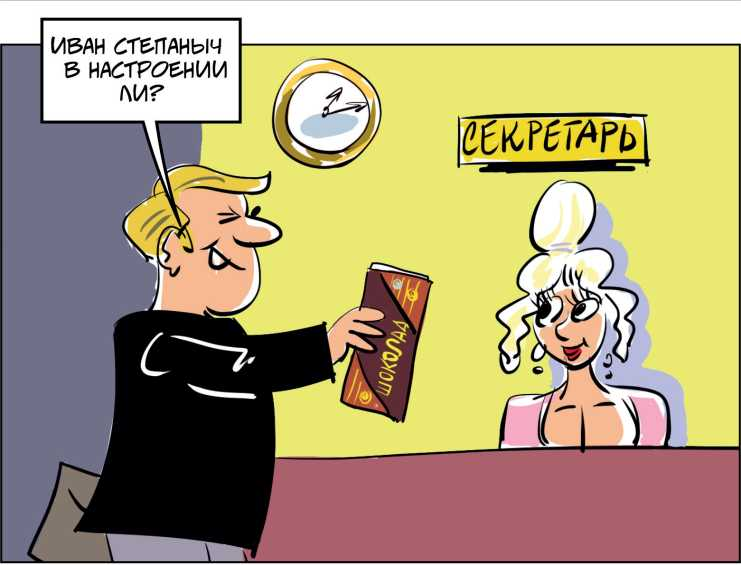 ИВАН СТЕПАНЫЧ
В НАСТРОЕНИИ
ЛИ?
СЕКРЕТАРЬ
ШОКОЛАД